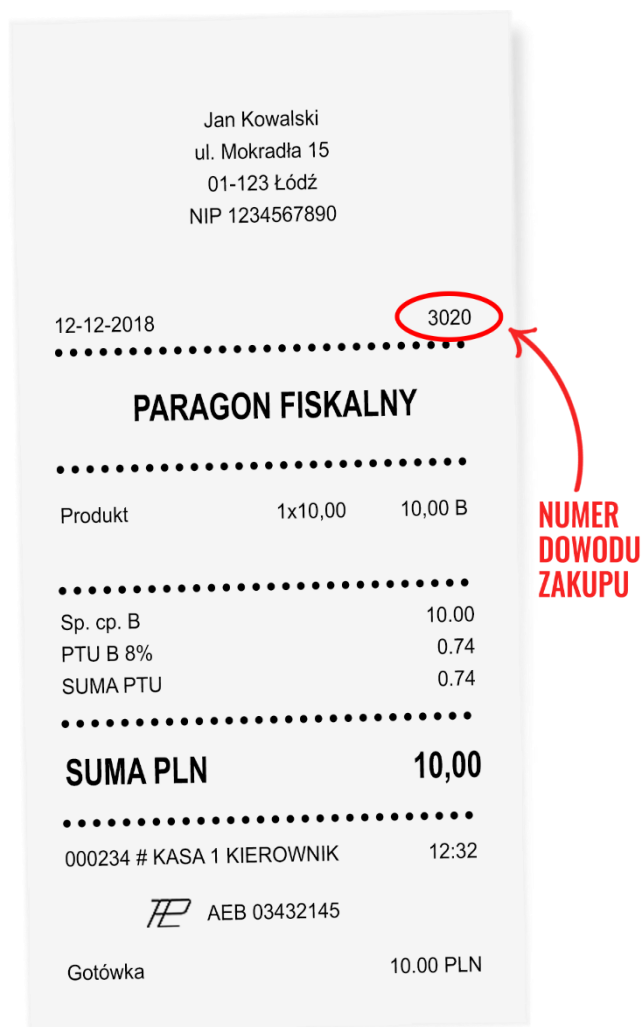 Jan Kowalski
ul. Mokradła 15
01-123 Łódź
NIP 1234567890
12-12-2018 3020
PARAGON FISKALNY
Produkt 1x10,00 10,00 B
Sp. cp. B 10.00
PTU B 8% 0.74
SUMA PTU 0.74
SUMA PLN 10,00
000234 # KASA 1 KIEROWNIK 12:32
AEB 03432145
Gotówka 10.00 PLN
NUMER
DOWODU
ZAKUPU